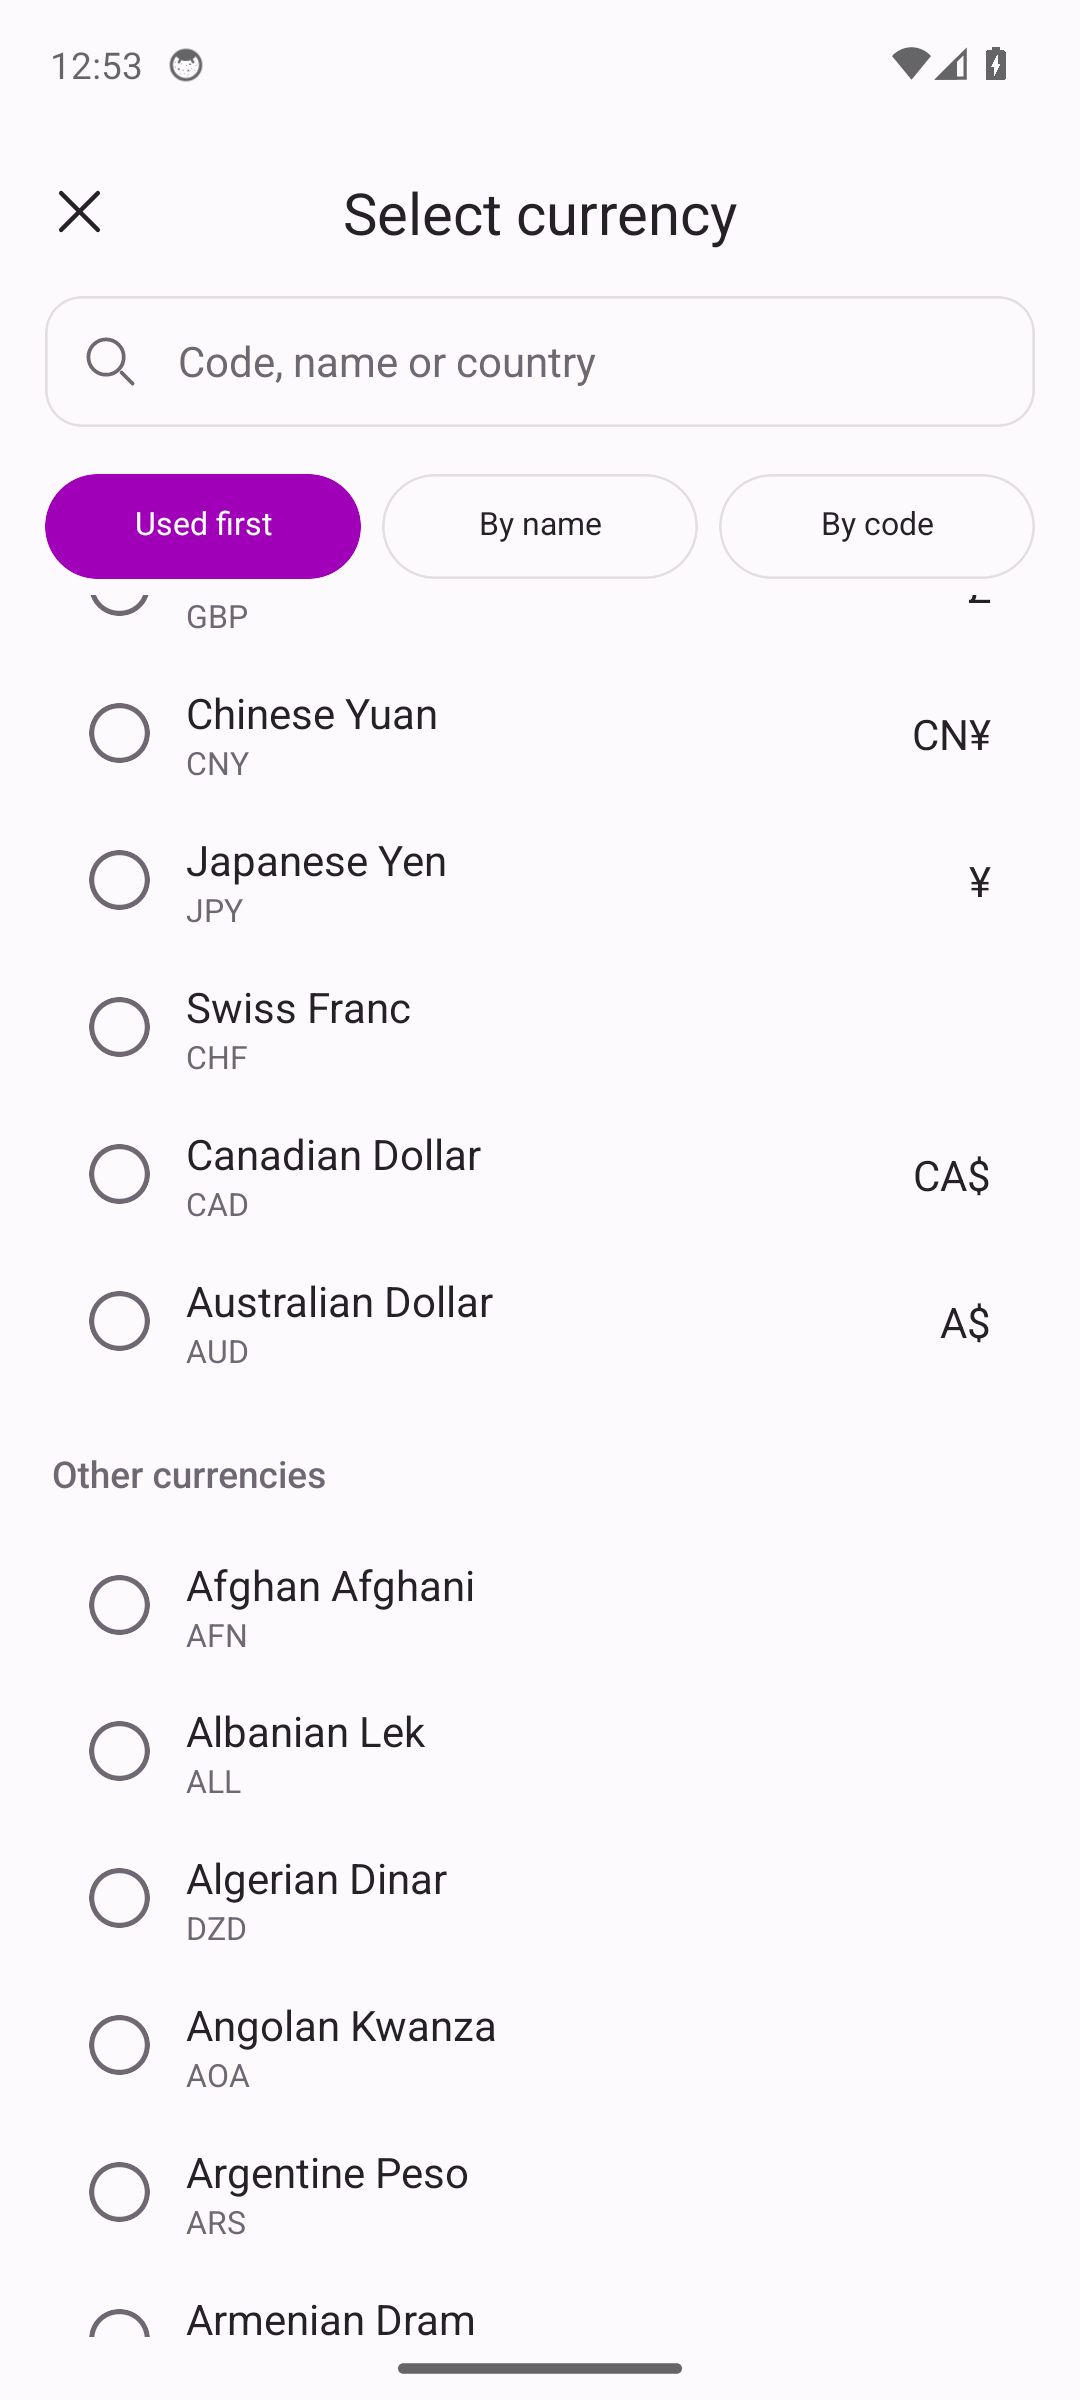 12:53
Select currency
Code, name or country
Used first
By name
By code
GBP
Chinese Yuan
CNY
CN¥
Japanese Yen
JPY
¥
Swiss Franc
CHF
Canadian Dollar
CAD
CA$
Australian Dollar
AUD
A$
Other currencies
Afghan Afghani
AFN
Albanian Lek
ALL
Algerian Dinar
DZD
Angolan Kwanza
AOA
Argentine Peso
ARS
Armenian Dram